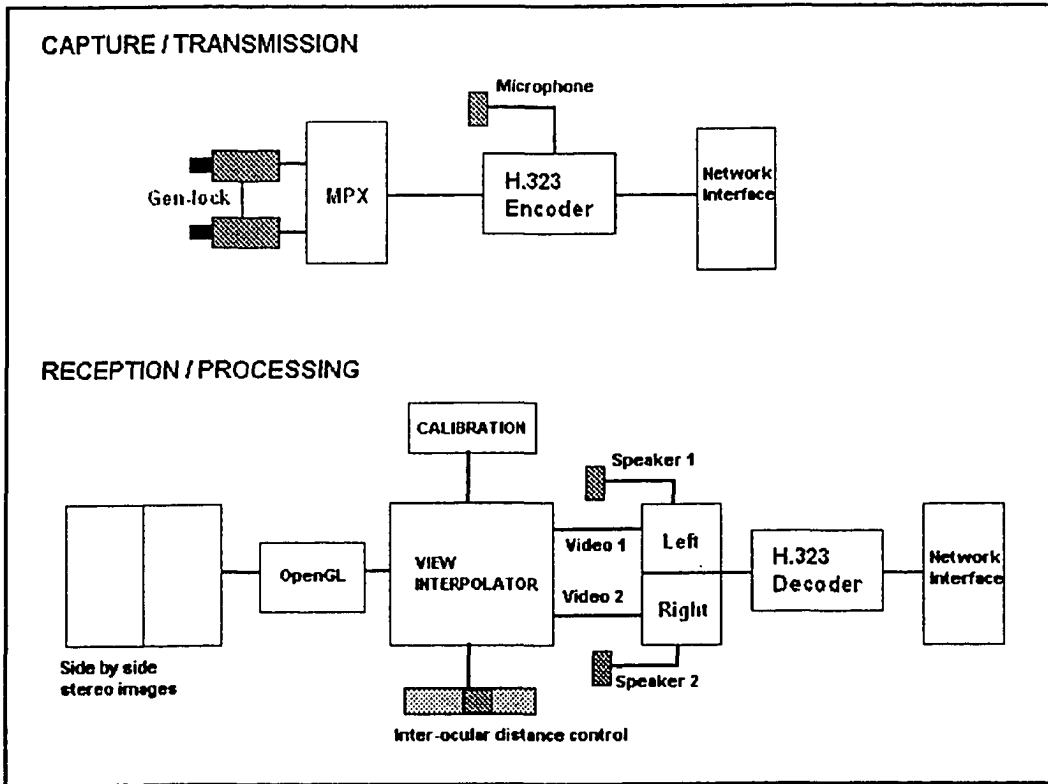 CAPTURE / TRANSMISSION
Microphone
Gen-lock
MPX
H.323
Encoder
Network
Interface
RECEPTION / PROCESSING
CALIBRATION
Speaker 1
Video 1
Left
OpenGL
VIEW
INTERPOLATOR
H.323
Decoder
Network
Interface
Video 2
Right
Side by side
stereo images
Speaker 2
Inter-ocular distance control